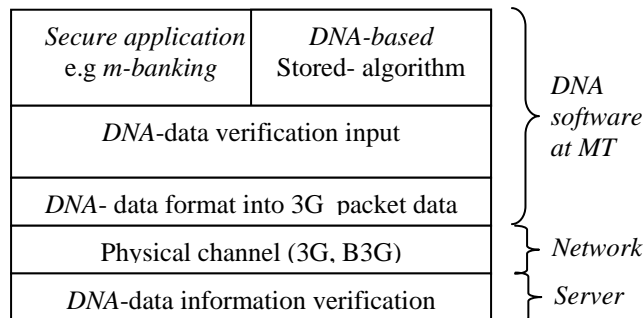 Secure application
e.g m-banking
DNA-based
Stored- algorithm
DNA-data verification input
DNA- data format into 3G packet data
Physical channel (3G, B3G)
DNA-data information verification
DNA
software
at MT
Network
Server